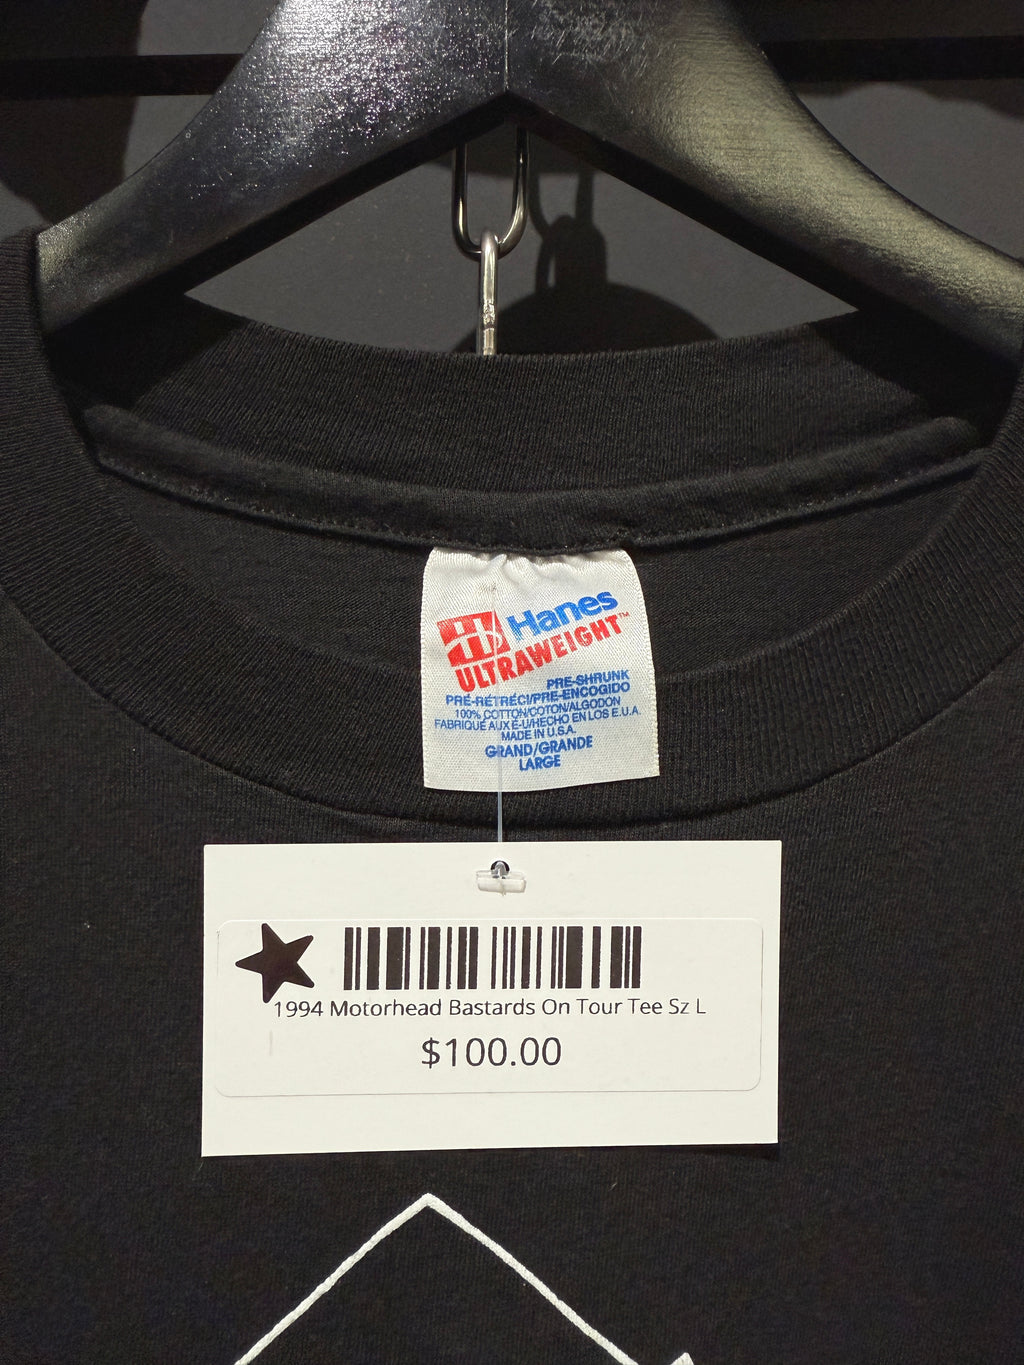 Hanes
ULTRAWEIGHT™
PRE-SHRUNK
PRÉ-RÉTRÉCI/PRE-ENCOGIDO
100% COTTON/COTON/ALGODON
FABRIQUÉ AUX É-U/HECHO EN LOS E.U.A.
MADE IN U.S.A.
GRAND/GRANDE
LARGE
1994 Motorhead Bastards On Tour Tee Sz L
$100.00